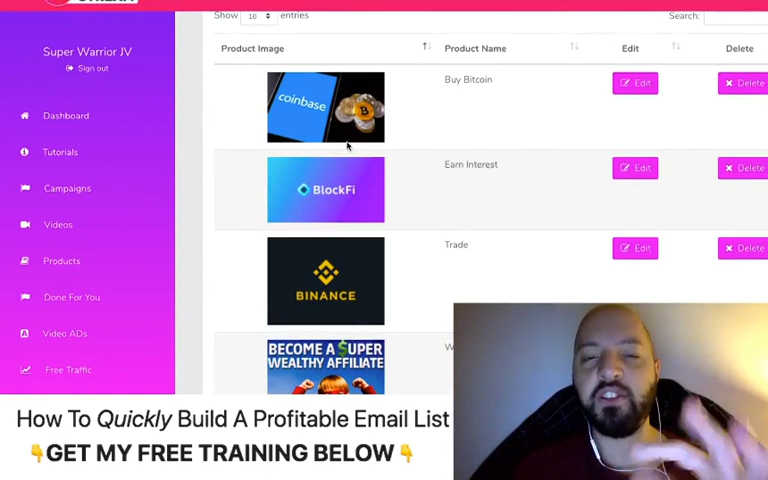 Show 10 entries
Search:
Super Warrior JV
Sign out
Product Image
Product Name
Edit
Delete
Dashboard
Tutorials
Campaigns
Videos
Products
Done For You
Video ADs
Free Traffic
coinbase
Buy Bitcoin
Edit
Delete
BlockFi
Earn Interest
Edit
Delete
BINANCE
Trade
Edit
Delete
BECOME A $UPER
WEALTHY AFFILIATE
How To Quickly Build A Profitable Email List
👇GET MY FREE TRAINING BELOW👇